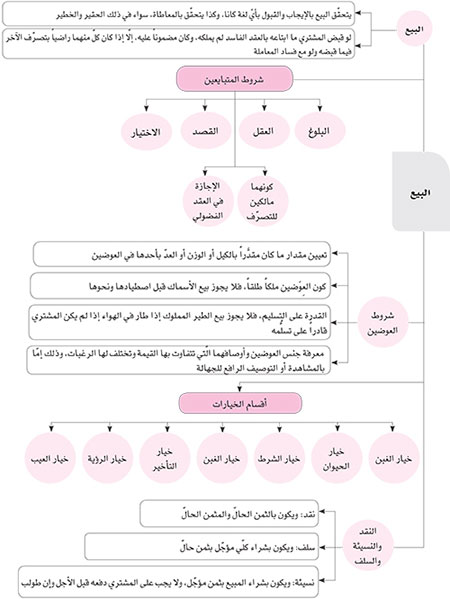 البيع
يتحقّق البيع بالإيجاب والقبول بأيّ لغة كانا، وكذا يتحقّق بالمعاطاة، سواء في ذلك الحقير والخطير
لو قبض المشتري ما ابتاعه بالعقد الفاسد لم يملكه، وكان مضموناً عليه، إلّا إذا كان كلّ منهما راضياً بتصرّف الآخر
فيما قبضه ولو مع فساد المعاملة
شروط المتبايعين
البلوغ
العقل
القصد
الاختيار
كونهما
مالكين
للتصرّف
الإجازة
في العقد
الفضولي
البيع
شروط
العوضين
تعيين مقدار ما كان مقدَّراً بالكيل أو الوزن أو العدّ بأحدها في العوضين
كون العِوَضين ملكاً طلقاً، فلا يجوز بيع الأسماك قبل اصطيادها ونحوها
القدرة على التسليم، فلا يجوز بيع الطير المملوك إذا طار في الهواء إذا لم يكن المشتري
قادراً على تسلُّمه
معرفة جنس العوضين وأوصافهما الّتي تتفاوت بها القيمة وتختلف لها الرغبات، وذلك إمّا
بالمشاهدة أو التوصيف الرافع للجهالة
أقسام الخيارات
خيار الغبن
خيار
الحيوان
خيار الشرط
خيار الغبن
خيار
التأخير
خيار الرؤية
خيار العيب
النقد
والنسيئة
والسلف
نقد: ويكون بالثمن الحالّ والمثمن الحالّ
سلف: ويكون بشراء كلّي مؤجّل بثمن حالّ
نسيئة: ويكون بشراء المبيع بثمن مؤجّل، ولا يجب على المشتري دفعه قبل الأجل وإن طولب